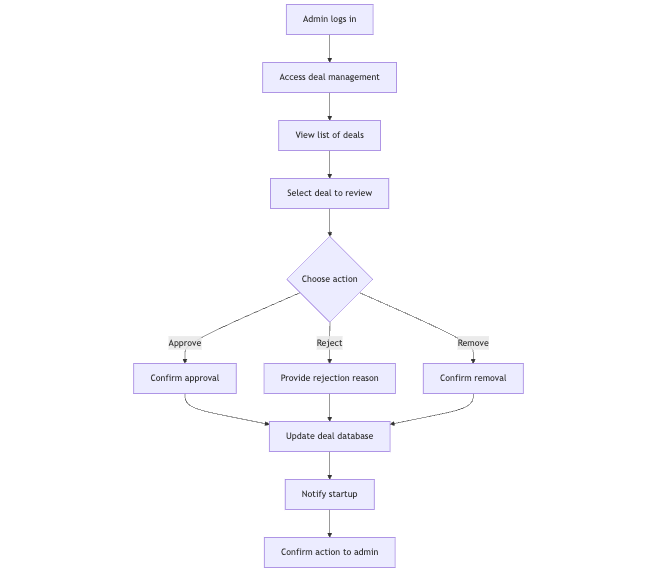 Admin logs in
Access deal management
View list of deals
Select deal to review
Choose action
Approve
Reject
Remove
Confirm approval
Provide rejection reason
Confirm removal
Update deal database
Notify startup
Confirm action to admin